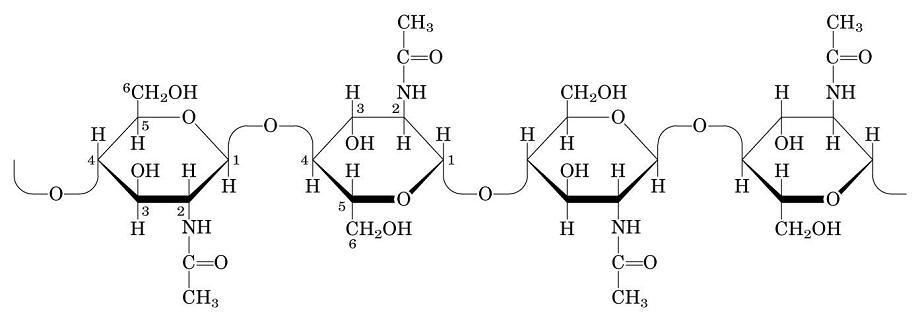 CH₃ CH₃
C=O C=O
⁶CH₂OH H NH CH₂OH H NH
5 O O 3 2 O O
H H OH H H H H OH H H
4 OH H 1 4 H 1 OH H H
O H H O O H H O
3 2 5 O
H NH CH₂OH H NH CH₂OH
6
C=O C=O
CH₃ CH₃